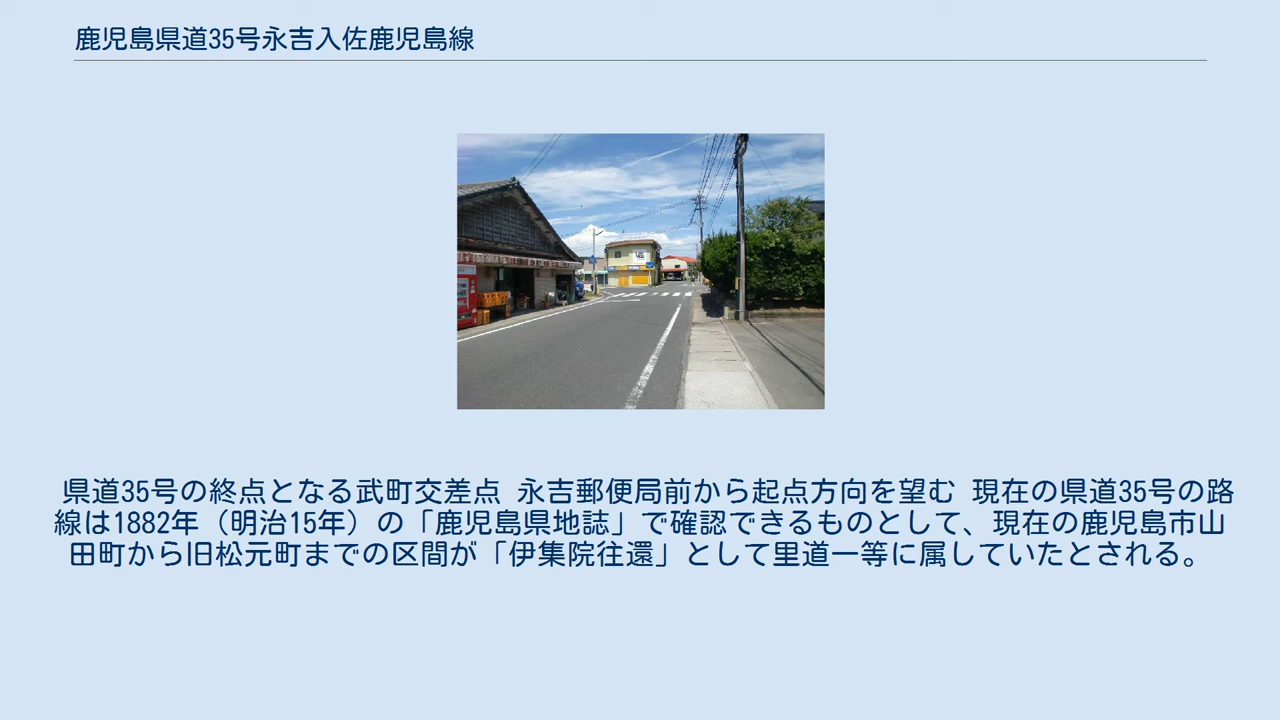 鹿児島県道35号永吉入佐鹿児島線
県道35号の終点となる武町交差点 永吉郵便局前から起点方向を望む 現在の県道35号の路
線は1882年（明治15年）の「鹿児島県地誌」で確認できるものとして、現在の鹿児島市山
田町から旧松元町までの区間が「伊集院往還」として里道一等に属していたとされる。